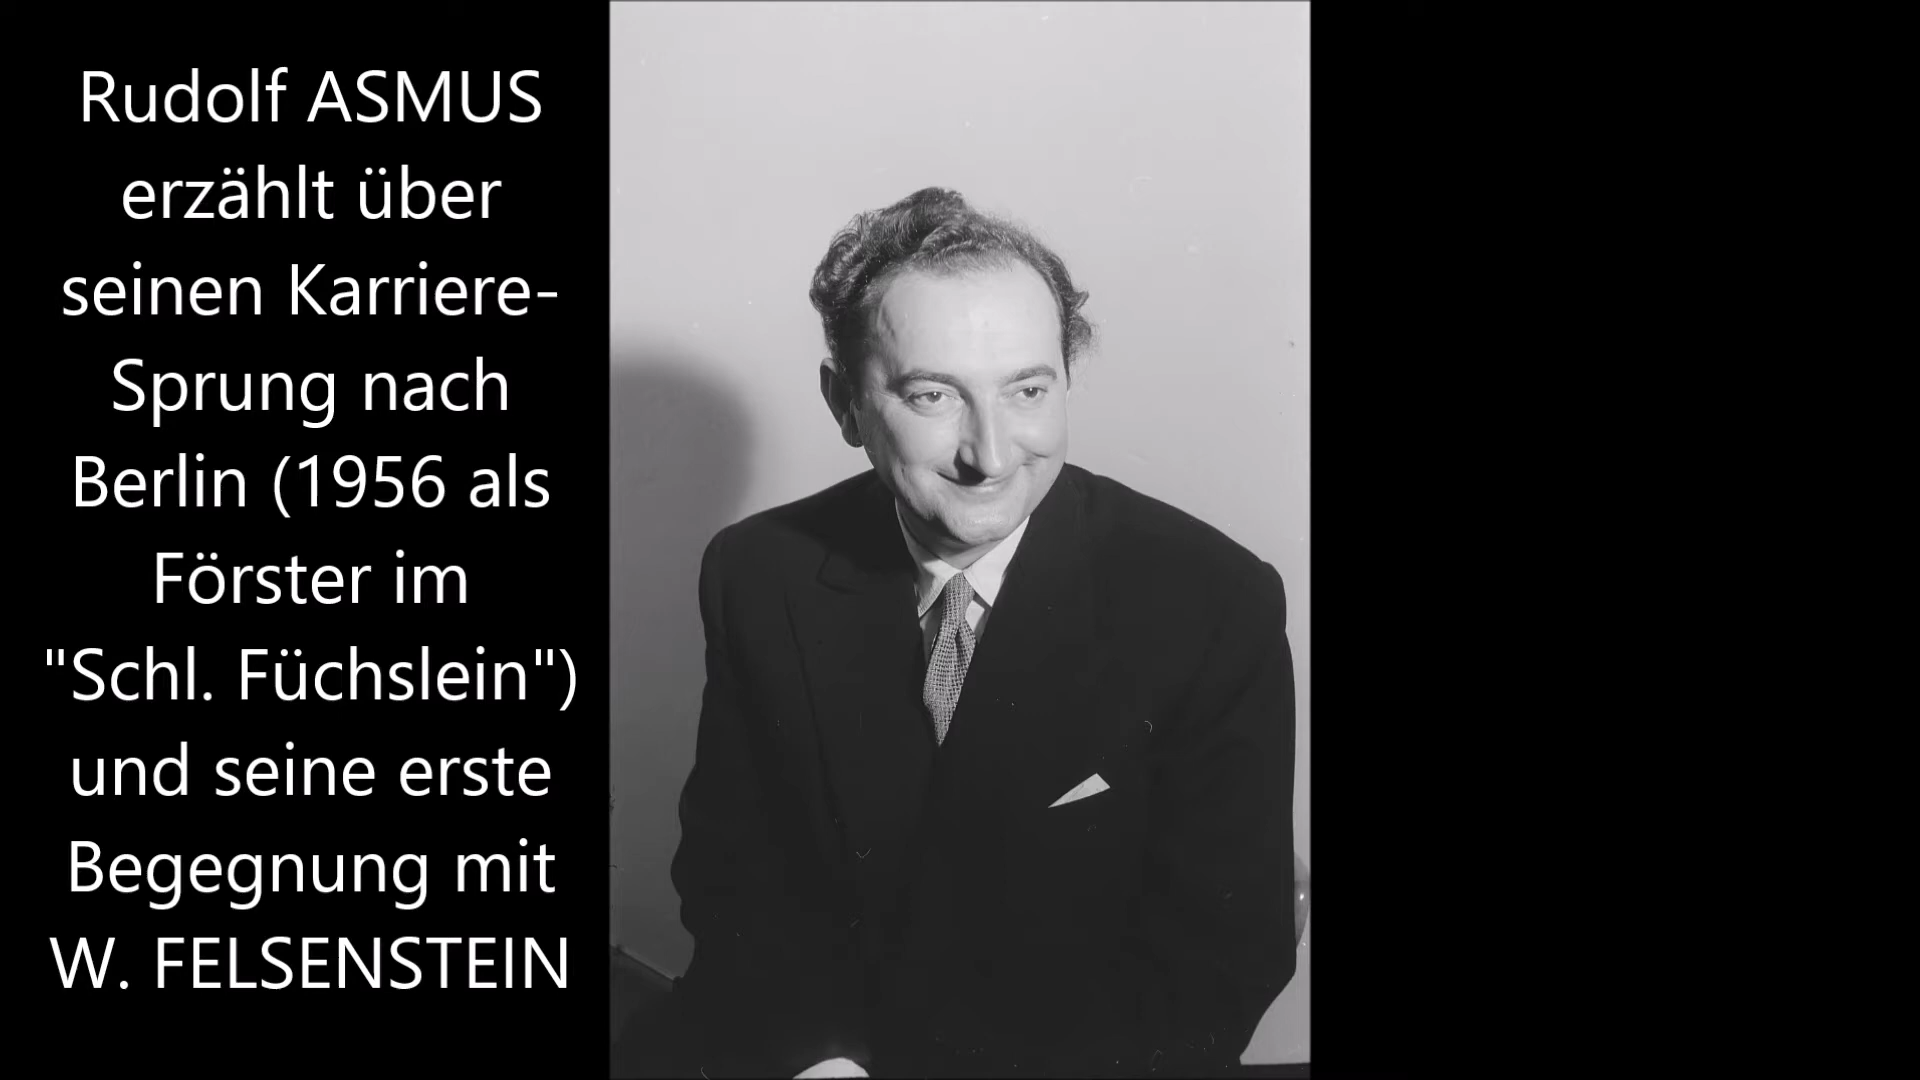 Rudolf ASMUS
erzählt über
seinen Karriere-
Sprung nach
Berlin (1956 als
Förster im
"Schl. Füchslein")
und seine erste
Begegnung mit
W. FELSENSTEIN